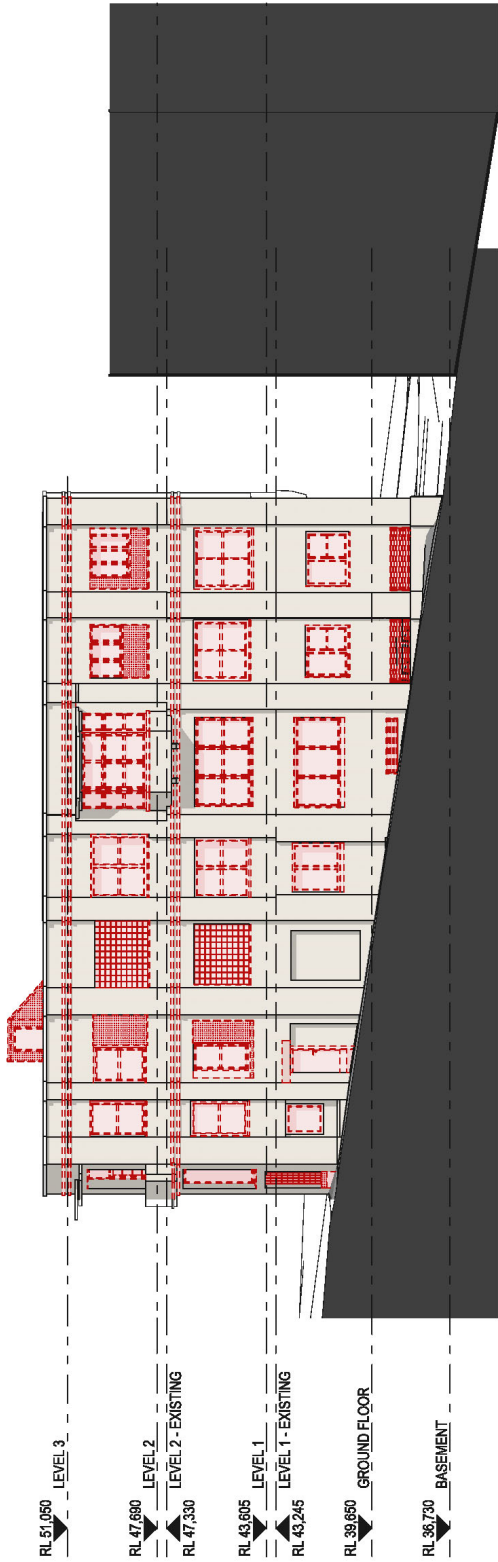 RL 51,050
LEVEL 3
RL 47,690
LEVEL 2
LEVEL 2 - EXISTING
RL 47,330
RL 43,605
LEVEL 1
LEVEL 1 - EXISTING
RL 43,245
RL 39,650
GROUND FLOOR
RL 36,730
BASEMENT